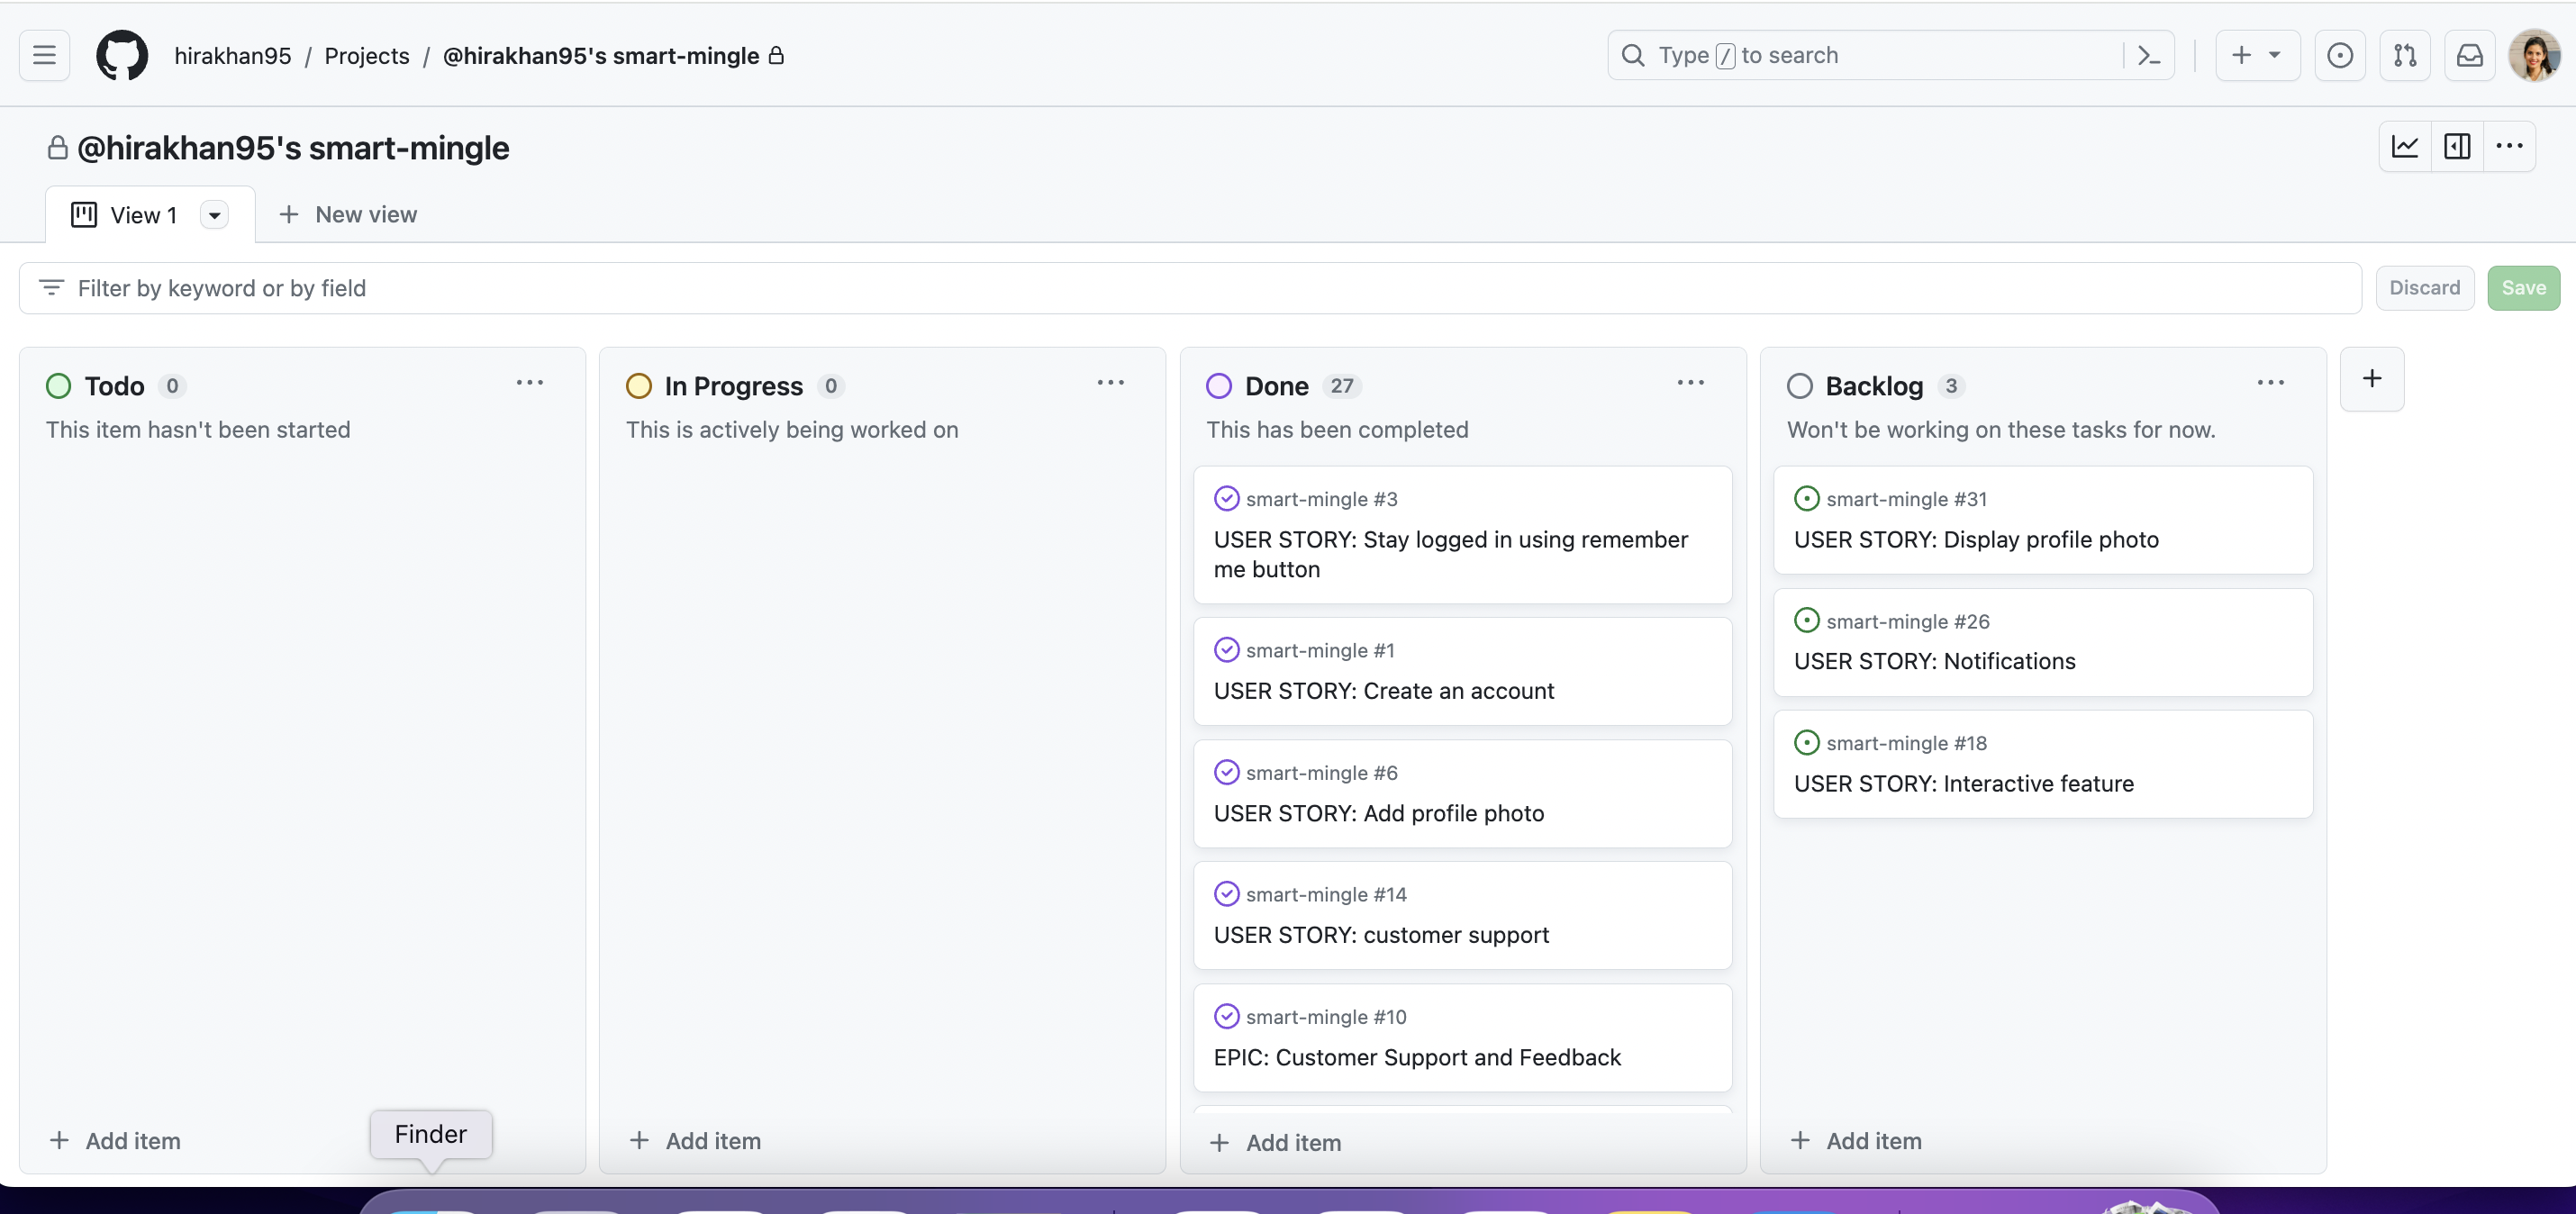 hirakhan95 / Projects / @hirakhan95's smart-mingle
Type / to search
@hirakhan95's smart-mingle
View 1
New view
Filter by keyword or by field
Discard
Save
Todo 0
This item hasn't been started
Add item
In Progress 0
This is actively being worked on
Add item
Done 27
This has been completed
smart-mingle #3
USER STORY: Stay logged in using remember
me button
smart-mingle #1
USER STORY: Create an account
smart-mingle #6
USER STORY: Add profile photo
smart-mingle #14
USER STORY: customer support
smart-mingle #10
EPIC: Customer Support and Feedback
Add item
Backlog 3
Won't be working on these tasks for now.
smart-mingle #31
USER STORY: Display profile photo
smart-mingle #26
USER STORY: Notifications
smart-mingle #18
USER STORY: Interactive feature
Add item
Finder